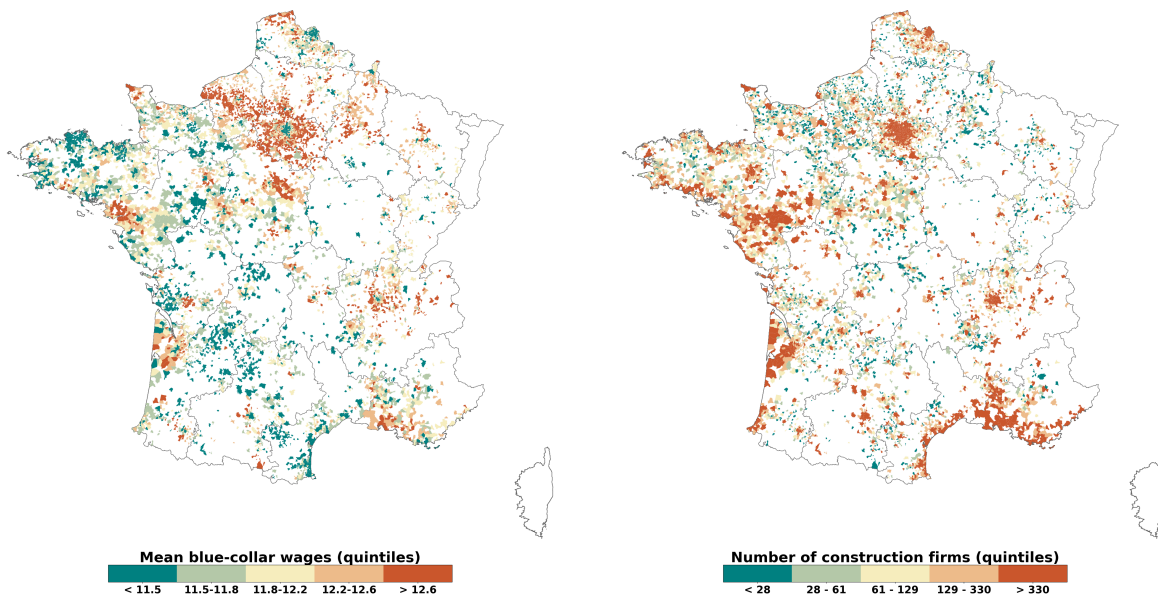 Mean blue-collar wages (quintiles)
< 11.5 11.5-11.8 11.8-12.2 12.2-12.6 > 12.6
Number of construction firms (quintiles)
< 28 28 - 61 61 - 129 129 - 330 > 330